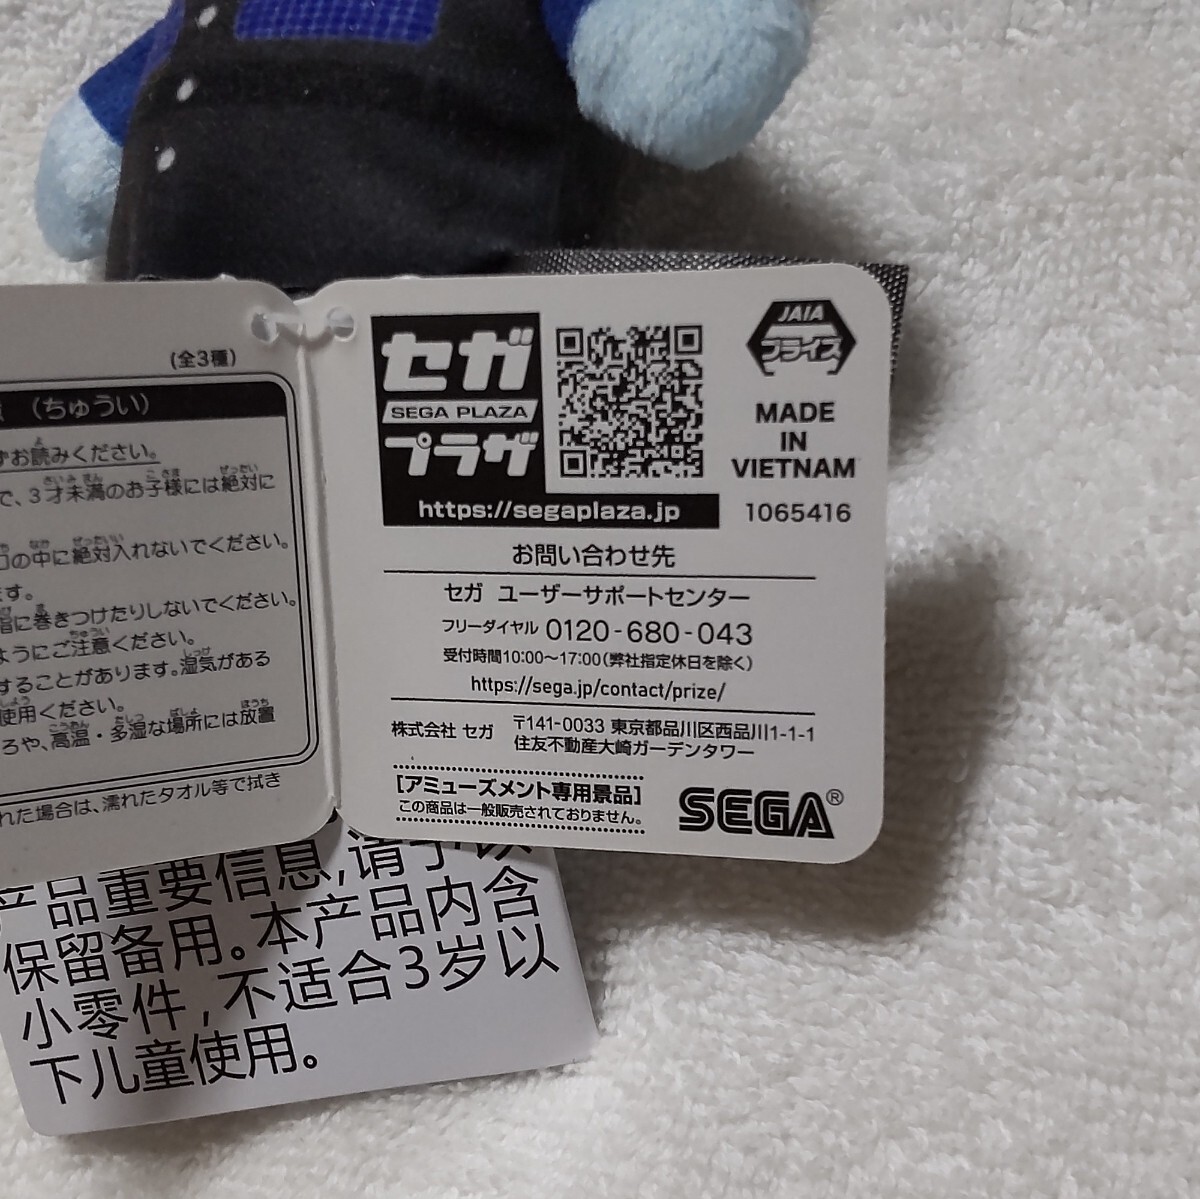 (全3種)
(ちゅうい)
お読みください。
で、3才未満のお子様には絶対に
の中に絶対入れないでください。
ます。
指に巻きつけたりしないでください。
ようにご注意ください。
することがあります。湿気がある
使用ください。
ろや、高温・多湿な場所には放置
れた場合は、濡れたタオル等で拭き
セガ
SEGA PLAZA
プラザ
https://segaplaza.jp
JAIA
プライズ
MADE
IN
VIETNAM
1065416
お問い合わせ先
セガ ユーザーサポートセンター
フリーダイヤル 0120-680-043
受付時間10:00～17:00(弊社指定休日を除く)
https://sega.jp/contact/prize/
株式会社 セガ
〒141-0033 東京都品川区西品川1-1-1
住友不動産大崎ガーデンタワー
[アミューズメント専用景品]
この商品は一般販売されておりません。
SEGA®
产品重要信息,请予以
保留备用。本产品内含
小零件,不适合3岁以
下儿童使用。